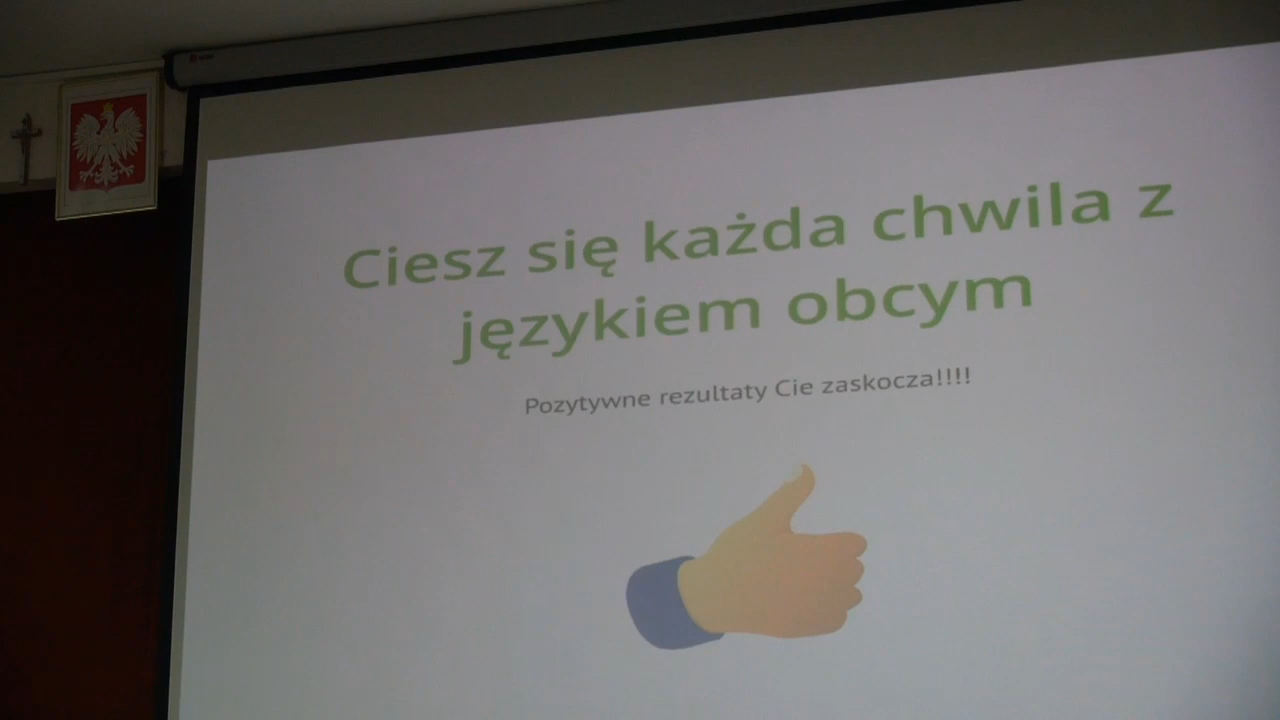 Ciesz się każda chwila z
językiem obcym
Pozytywne rezultaty Cie zaskocza!!!!